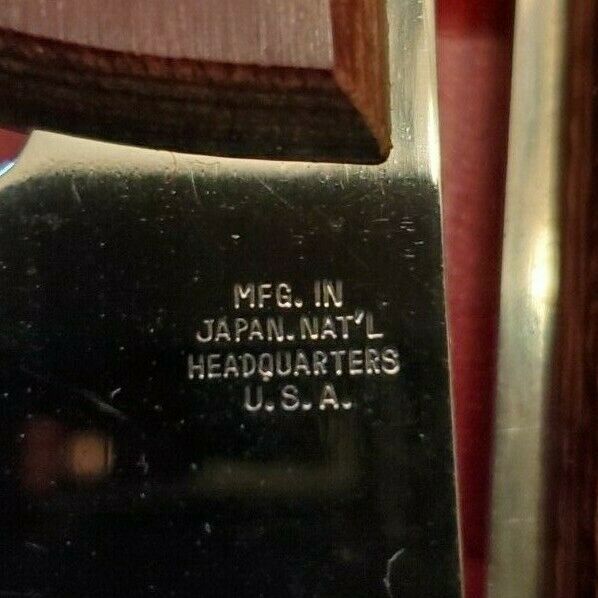 MFG. IN
JAPAN. NAT'L
HEADQUARTERS
U.S.A.